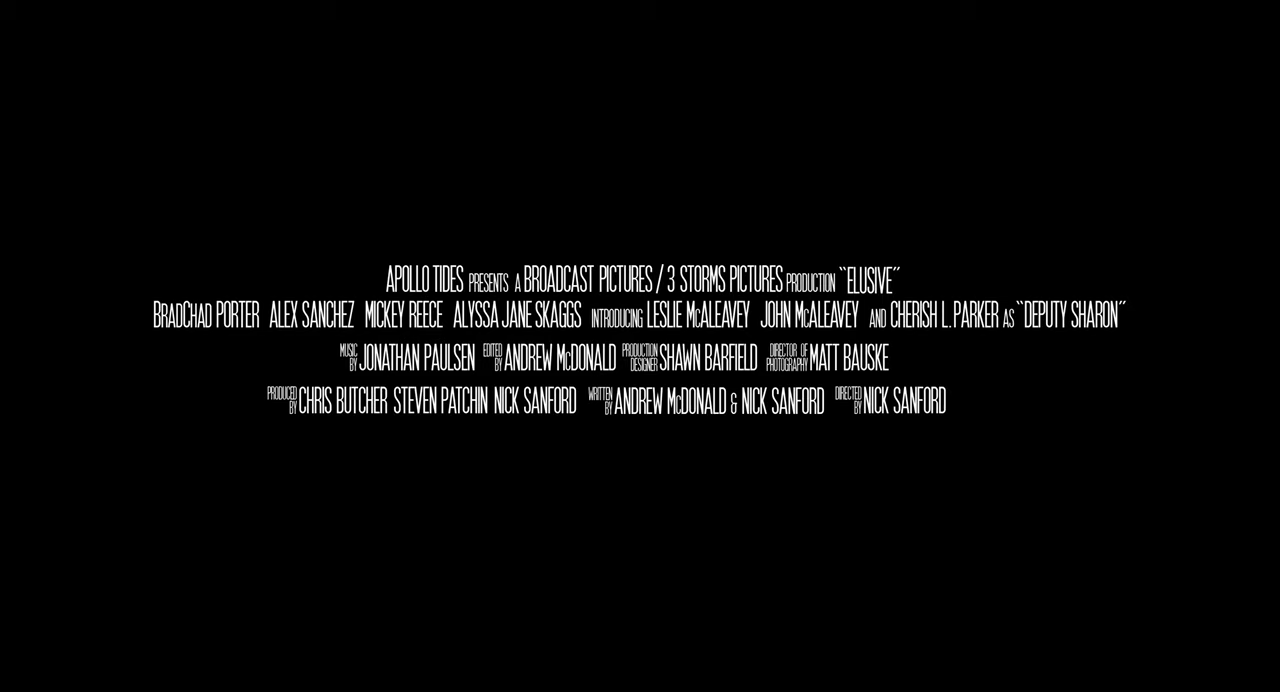 APOLLO TIDES PRESENTS A BROADCAST PICTURES / 3 STORMS PICTURES PRODUCTION "ELUSIVE"
BRADCHAD PORTER ALEX SANCHEZ MICKEY REECE ALYSSA JANE SKAGGS INTRODUCING LESLIE McALEAVEY JOHN McALEAVEY AND CHERISH L. PARKER AS "DEPUTY SHARON"
MUSIC BY JONATHAN PAULSEN EDITED BY ANDREW McDONALD PRODUCTION DESIGNER SHAWN BARFIELD DIRECTOR OF PHOTOGRAPHY MATT BAUSKE
PRODUCED BY CHRIS BUTCHER STEVEN PATCHIN NICK SANFORD WRITTEN BY ANDREW McDONALD & NICK SANFORD DIRECTED BY NICK SANFORD